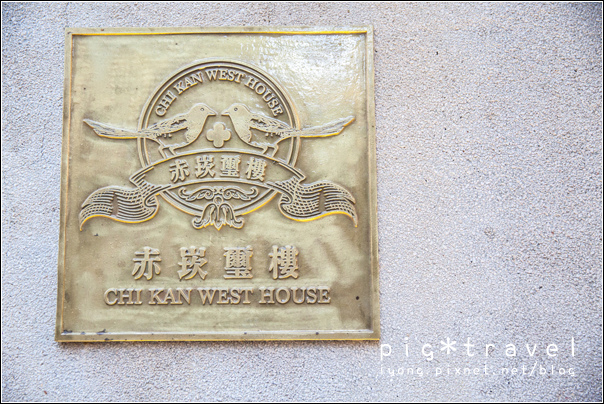 CHI KAN WEST HOUSE
赤崁璽樓
赤崁璽樓
CHI KAN WEST HOUSE
pig*travel
iyong.pixnet.net/blog